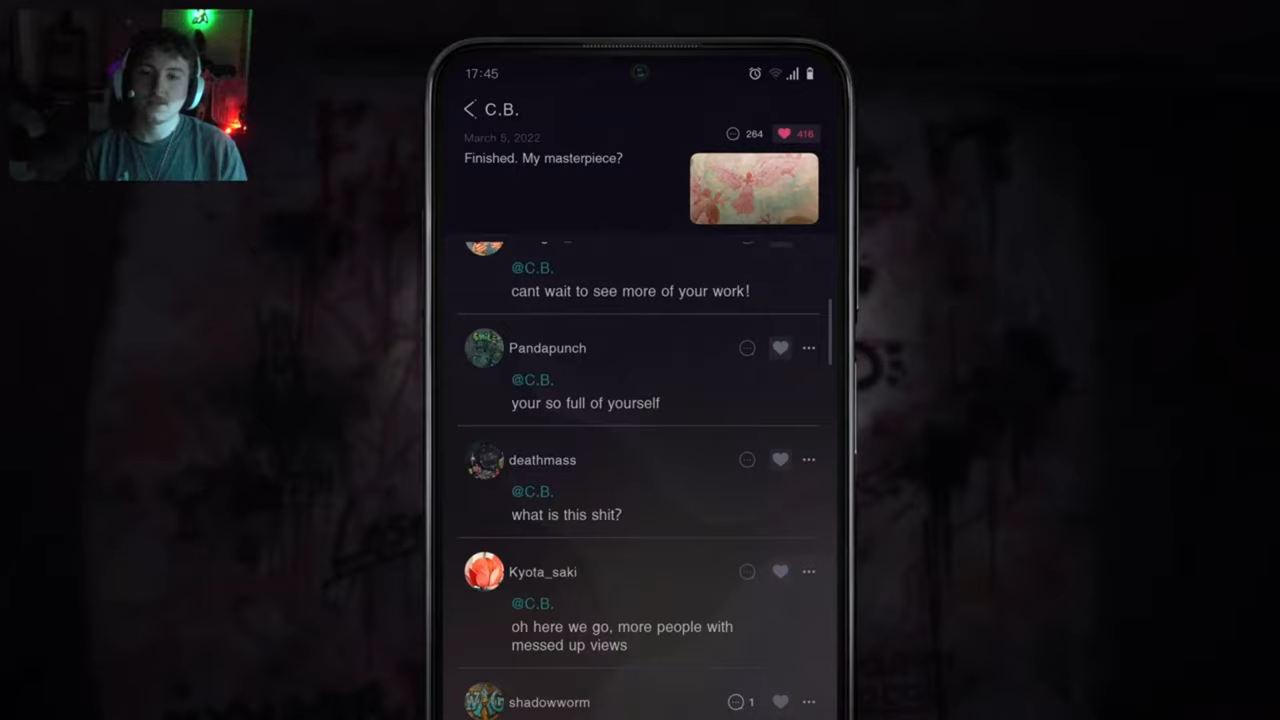 17:45
C.B.
March 5, 2022
264
416
Finished. My masterpiece?
@C.B.
cant wait to see more of your work!
Pandapunch
@C.B.
your so full of yourself
deathmass
@C.B.
what is this shit?
Kyota_saki
@C.B.
oh here we go, more people with
messed up views
shadowworm
1